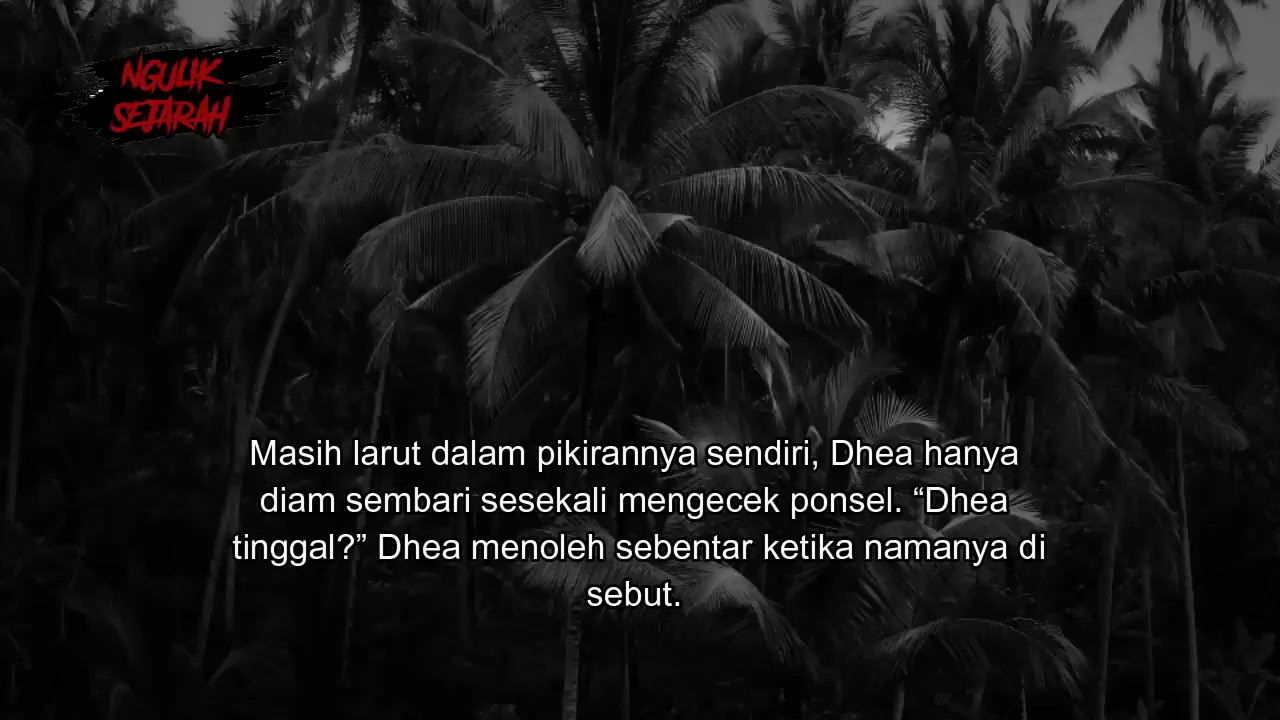 NGULIK
SEJARAH
Masih larut dalam pikirannya sendiri, Dhea hanya
diam sembari sesekali mengecek ponsel. “Dhea
tinggal?” Dhea menoleh sebentar ketika namanya di
sebut.